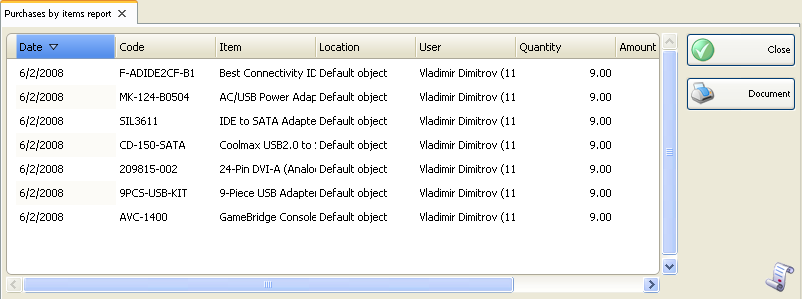 Purchases by items report
Date Code Item Location User Quantity Amount
6/2/2008 F-ADIDE2CF-B1 Best Connectivity ID Default object Vladimir Dimitrov (11 9.00
6/2/2008 MK-124-B0504 AC/USB Power Adap Default object Vladimir Dimitrov (11 9.00
6/2/2008 SIL3611 IDE to SATA Adapte Default object Vladimir Dimitrov (11 9.00
6/2/2008 CD-150-SATA Coolmax USB2.0 to Default object Vladimir Dimitrov (11 9.00
6/2/2008 209815-002 24-Pin DVI-A (Analo Default object Vladimir Dimitrov (11 9.00
6/2/2008 9PCS-USB-KIT 9-Piece USB Adapter Default object Vladimir Dimitrov (11 9.00
6/2/2008 AVC-1400 GameBridge Console Default object Vladimir Dimitrov (11 9.00
Close
Document